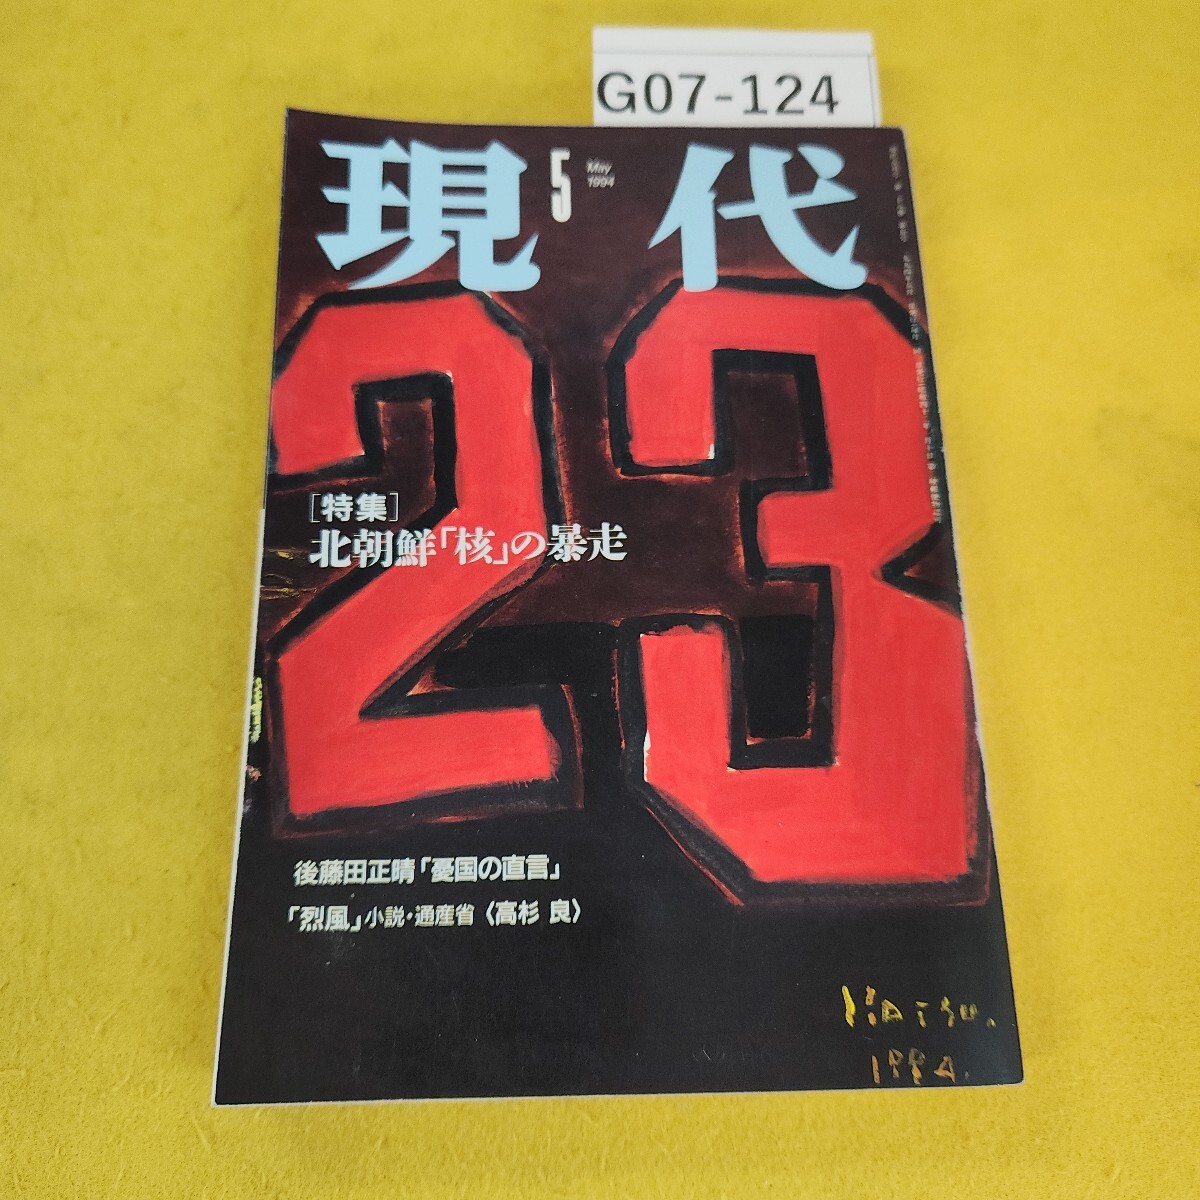 G07-124
現代
5
May
1994
23
[特集]
北朝鮮「核」の暴走
後藤田正晴「憂国の直言」
「烈風」小説・通産省〈高杉 良〉
1994.